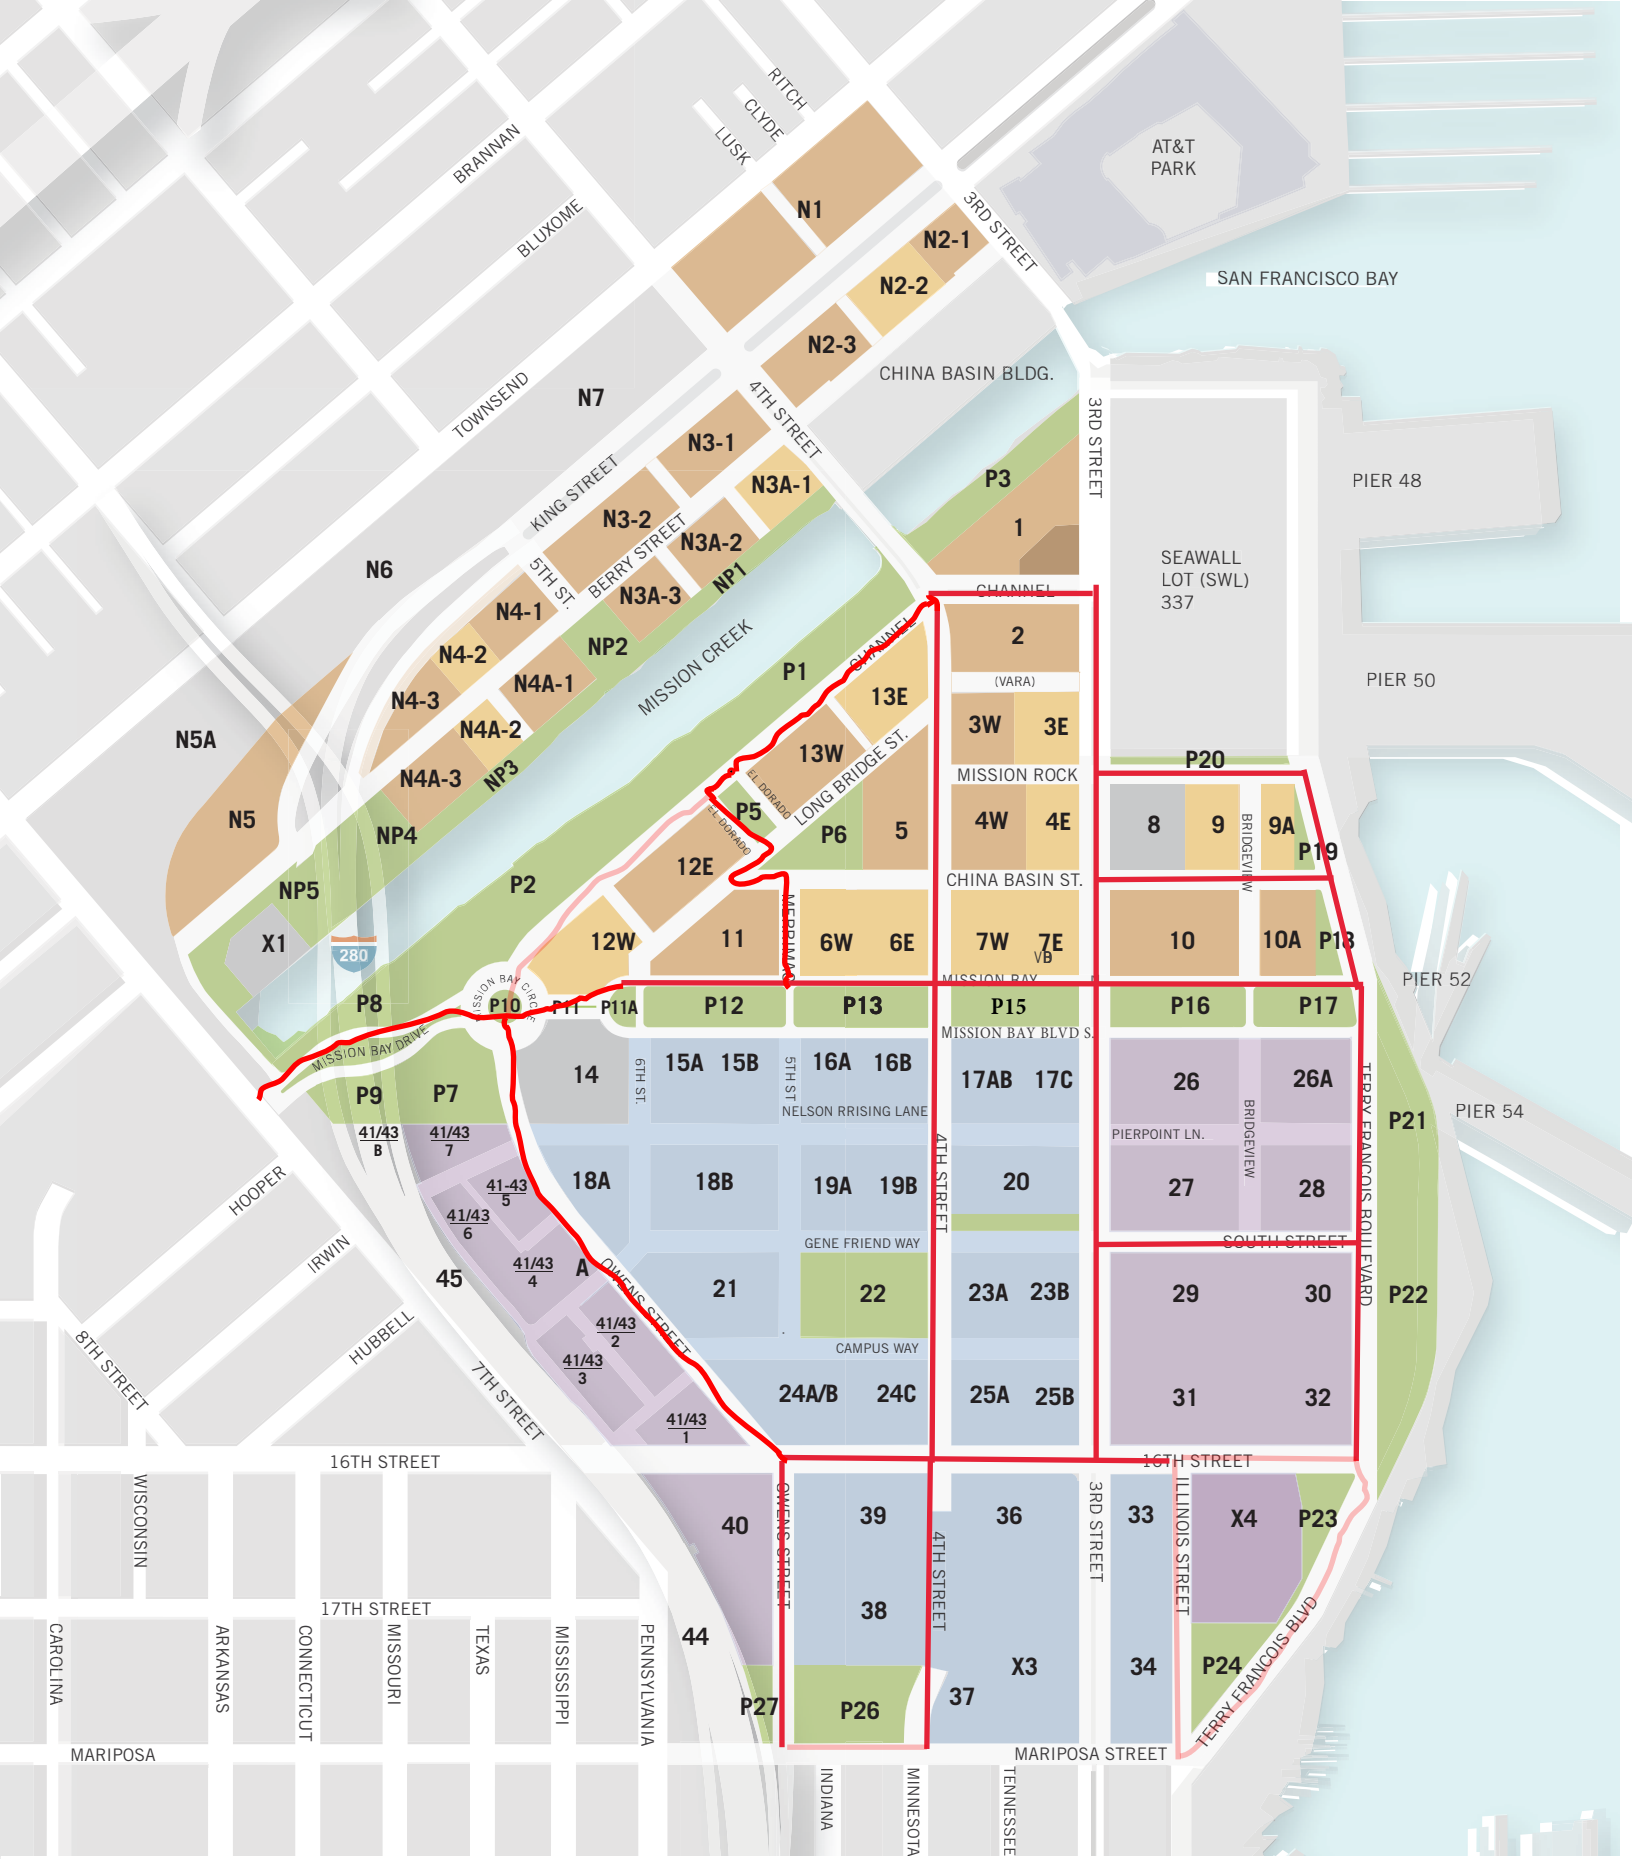 RITCH
CLYDE
LUSK
BRANNAN
BLUXOME
AT&T
PARK
3RD STREET
N1
N2-1
N2-2
SAN FRANCISCO BAY
N2-3
CHINA BASIN BLDG.
TOWNSEND
N7
4TH STREET
3RD STREET
N3-1
KING STREET
N3A-1
P3
PIER 48
N3-2
1
BERRY STREET
N3A-2
N6
5TH ST.
NP1
SEAWALL
LOT (SWL)
337
N3A-3
CHANNEL
N4-1
CHANNEL
2
NP2
N4-2
MISSION CREEK
P1
(VARA)
PIER 50
N4A-1
N4-3
13E
3W
3E
N4A-2
N5A
13W
LONG BRIDGE ST.
P20
N4A-3
NP3
MISSION ROCK
EL DORADO
P5
EL DORADO
N5
NP4
P6
5
4W
4E
8
9
BRIDGEVIEW
9A
P19
12E
NP5
P2
CHINA BASIN ST.
MERRIMAC
X1
280
12W
11
6W
6E
7W
7E
VB
10
10A
P18
MISSION BAY
PIER 52
MISSION BAY CIRCLE
P8
P10
P11
P11A
P12
P13
P15
P16
P17
MISSION BAY DRIVE
MISSION BAY BLVD S.
P9
P7
14
6TH ST.
15A
15B
5TH ST
16A
16B
17AB
17C
26
26A
TERRY FRANCOIS BOULEVARD
P21
PIER 54
NELSON RRISING LANE
41/43
B
41/43
7
4TH STREET
PIERPOINT LN.
BRIDGEVIEW
HOOPER
41-43
5
18A
18B
19A
19B
20
27
28
41/43
6
IRWIN
GENE FRIEND WAY
SOUTH STREET
45
41/43
4
A
OWENS STREET
21
22
23A
23B
29
30
P22
HUBBELL
8TH STREET
41/43
2
CAMPUS WAY
41/43
3
7TH STREET
24A/B
24C
25A
25B
31
32
41/43
1
16TH STREET
16TH STREET
WISCONSIN
40
OWENS STREET
39
4TH STREET
36
3RD STREET
33
ILLINOIS STREET
X4
P23
17TH STREET
38
CAROLINA
ARKANSAS
CONNECTICUT
MISSOURI
TEXAS
MISSISSIPPI
PENNSYLVANIA
44
X3
34
P24
TERRY FRANCOIS BLVD
P27
P26
37
MARIPOSA
MARIPOSA STREET
INDIANA
MINNESOTA
TENNESSEE